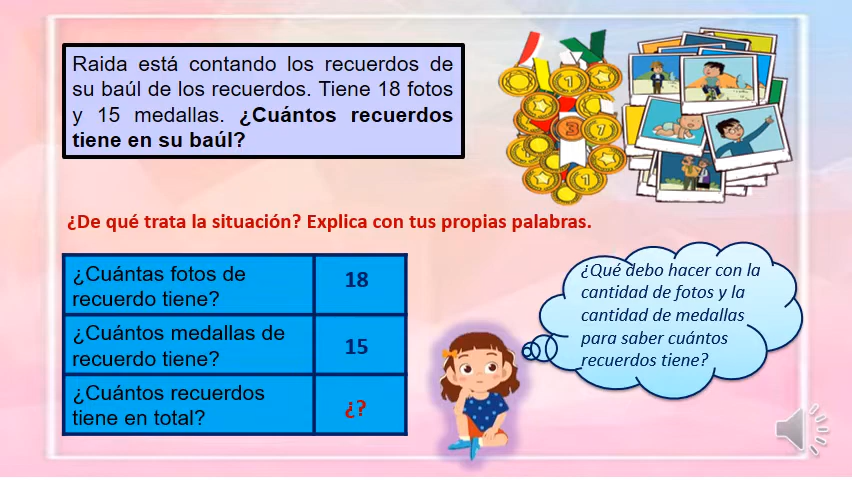 Raida está contando los recuerdos de
su baúl de los recuerdos. Tiene 18 fotos
y 15 medallas. ¿Cuántos recuerdos
tiene en su baúl?
¿De qué trata la situación? Explica con tus propias palabras.
¿Cuántas fotos de
recuerdo tiene?
18
¿Cuántos medallas de
recuerdo tiene?
15
¿Cuántos recuerdos
tiene en total?
¿?
¿Qué debo hacer con la
cantidad de fotos y la
cantidad de medallas
para saber cuántos
recuerdos tiene?